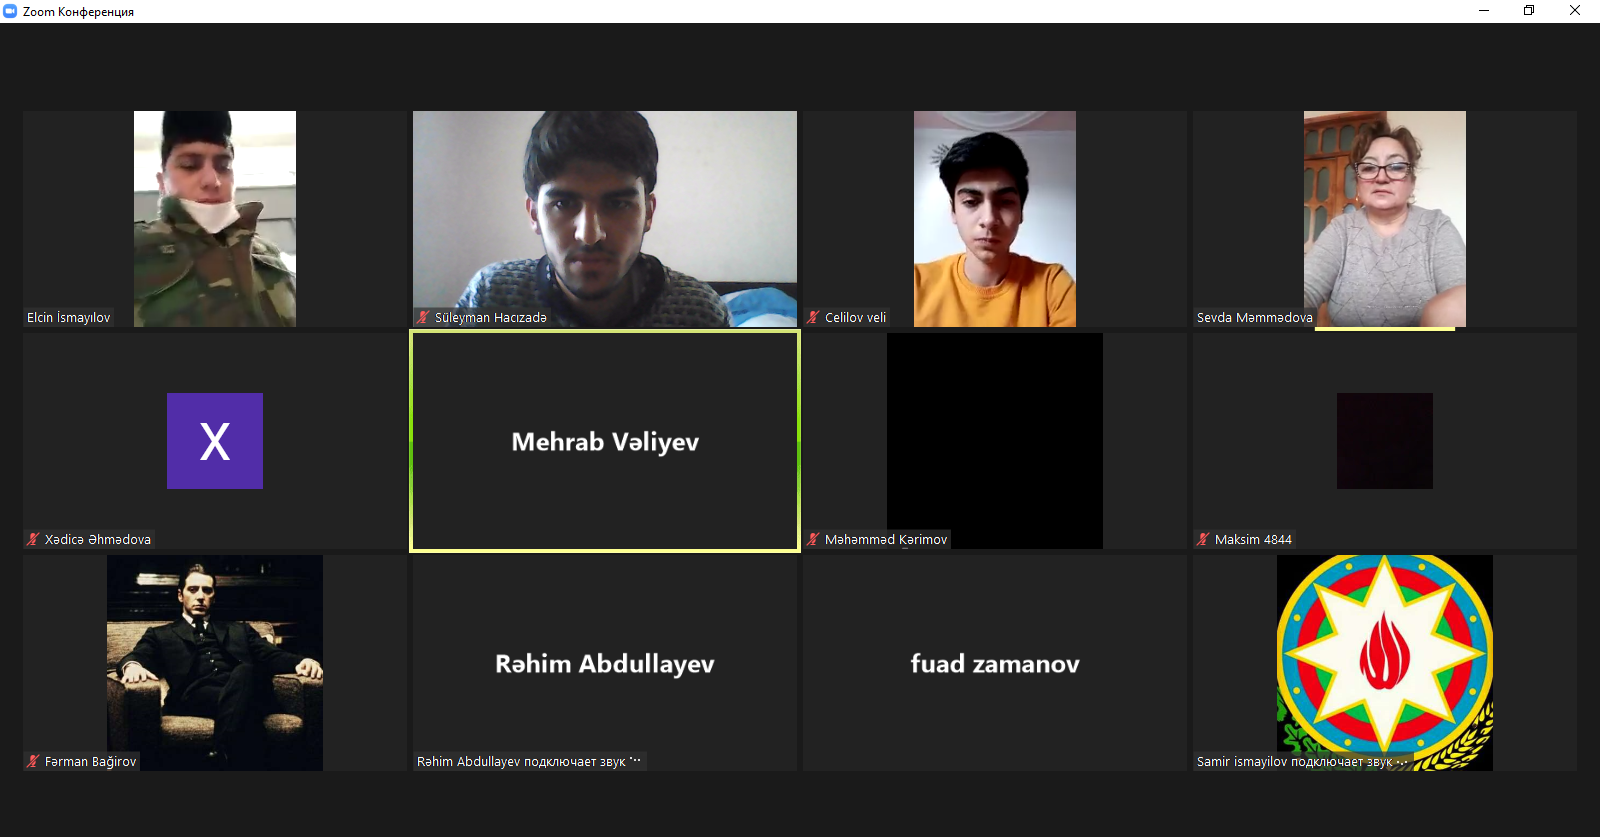 Zoom Конференция
Elcin İsmayılov
Süleyman Hacızadə
Celilov veli
Sevda Məmmədova
X
Xədicə Əhmədova
Mehrab Vəliyev
Məhəmməd Kərimov
Maksim 4844
Fərman Bağirov
Rəhim Abdullayev
Rəhim Abdullayev подключает звук
fuad zamanov
Samir ismayilov подключает звук